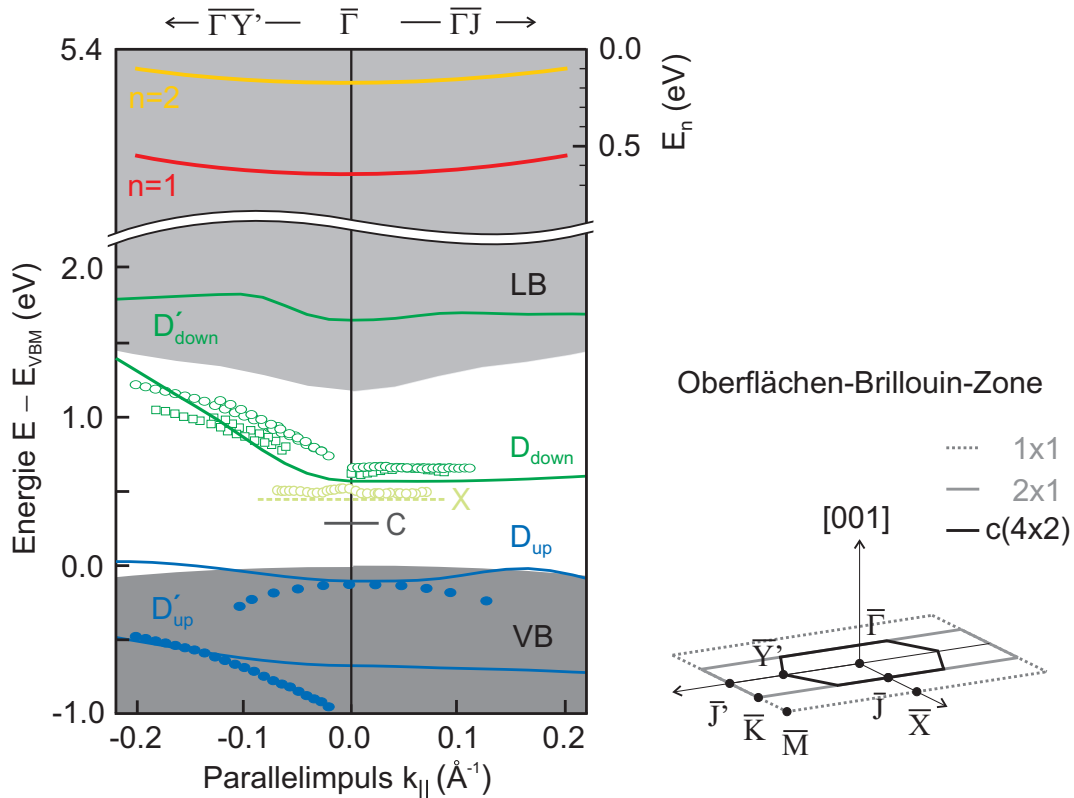 Γ̅Y̅' Γ̅ Γ̅J̅
5.4 0.0
n=2
0.5
n=1
E_n (eV)
2.0
LB
D´_down
1.0
D_down
X
C
D_up
0.0
D´_up
VB
-1.0
Energie E – E_VBM (eV)
-0.2 -0.1 0.0 0.1 0.2
Parallelimpuls k_|| (Å⁻¹)
Oberflächen-Brillouin-Zone
1x1
2x1
c(4x2)
[001]
Γ̅
Y̅'
J̅'
K̅
M̅
J̅
X̅